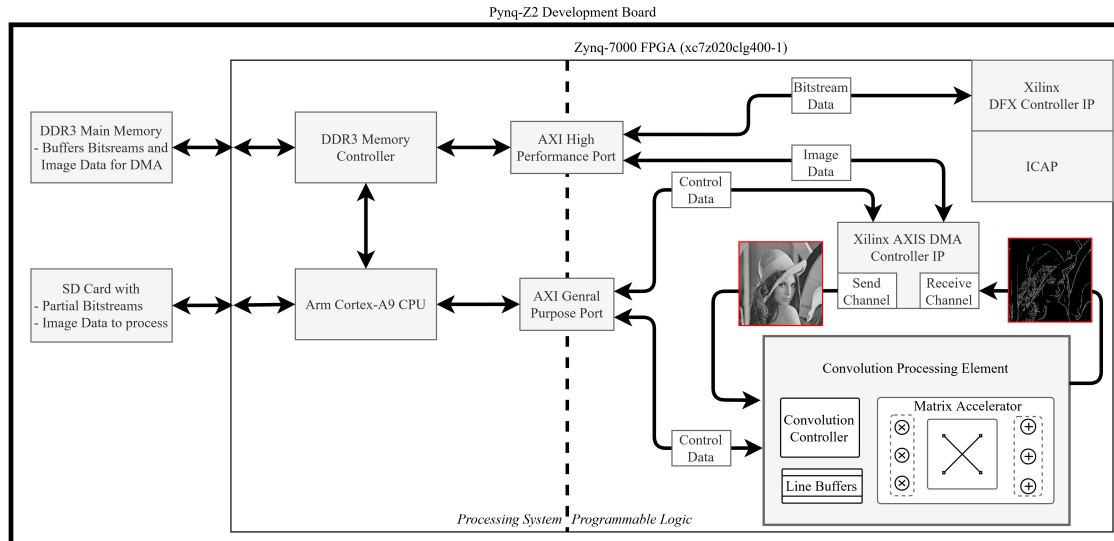 Pynq-Z2 Development Board
Zynq-7000 FPGA (xc7z020clg400-1)
DDR3 Main Memory
- Buffers Bitstreams and
Image Data for DMA
DDR3 Memory
Controller
AXI High
Performance Port
Bitstream
Data
Xilinx
DFX Controller IP
Image
Data
ICAP
Control
Data
Xilinx AXIS DMA
Controller IP
Send
Channel
Receive
Channel
SD Card with
- Partial Bitstreams
- Image Data to process
Arm Cortex-A9 CPU
AXI Genral
Purpose Port
Convolution Processing Element
Convolution
Controller
Matrix Accelerator
Control
Data
Line Buffers
Processing System
Programmable Logic